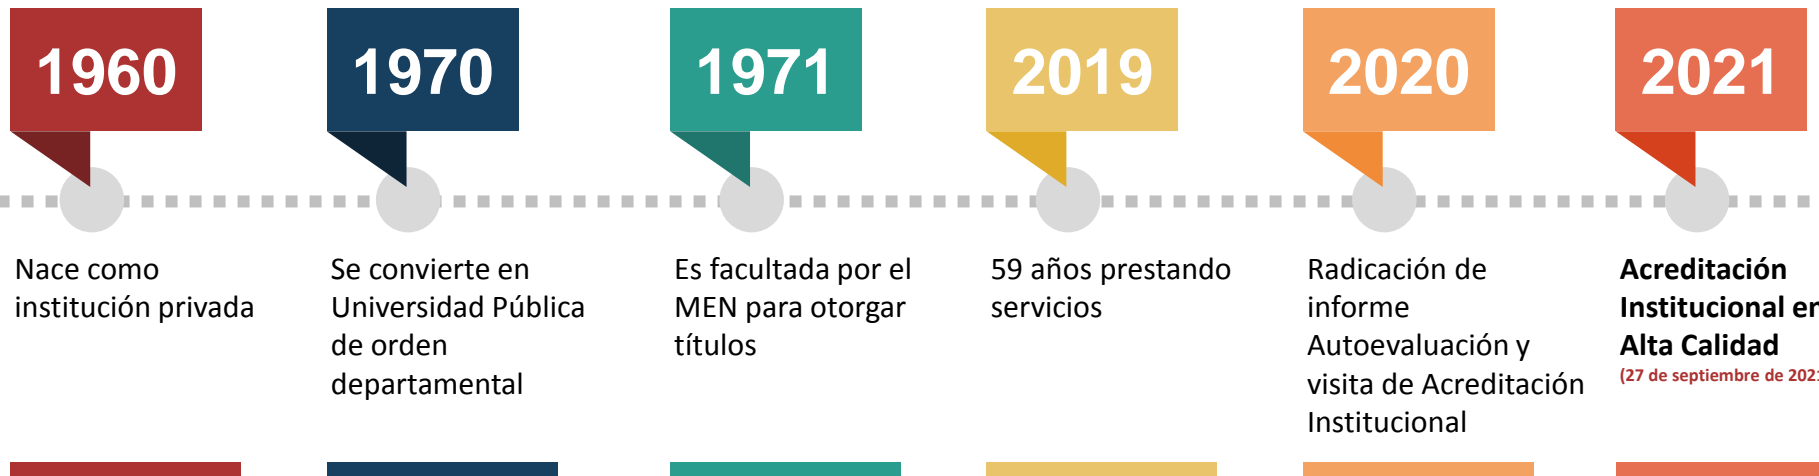 1960
Nace como
institución privada
1970
Se convierte en
Universidad Pública
de orden
departamental
1971
Es facultada por el
MEN para otorgar
títulos
2019
59 años prestando
servicios
2020
Radicación de
informe
Autoevaluación y
visita de Acreditación
Institucional
2021
Acreditación
Institucional en
Alta Calidad
(27 de septiembre de 2021